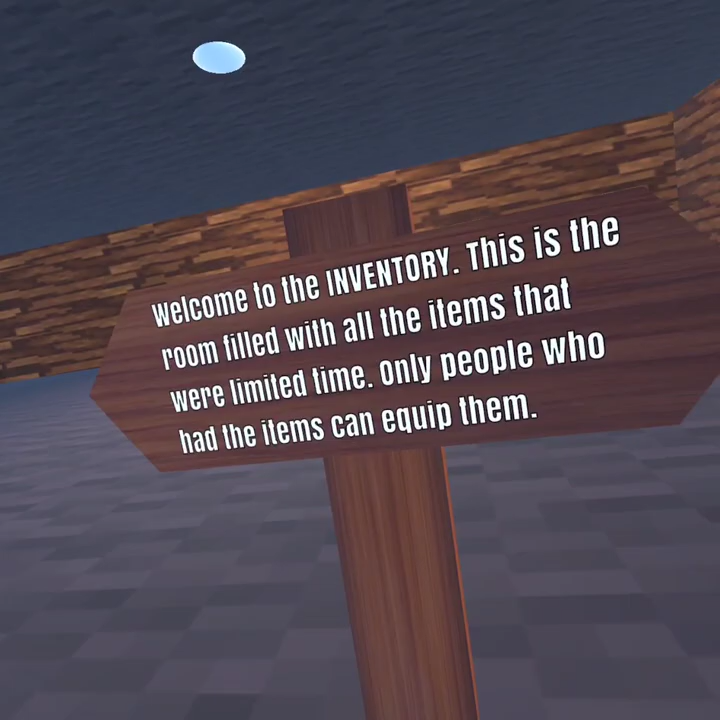 welcome to the INVENTORY. This is the
room filled with all the items that
were limited time. only people who
had the items can equip them.